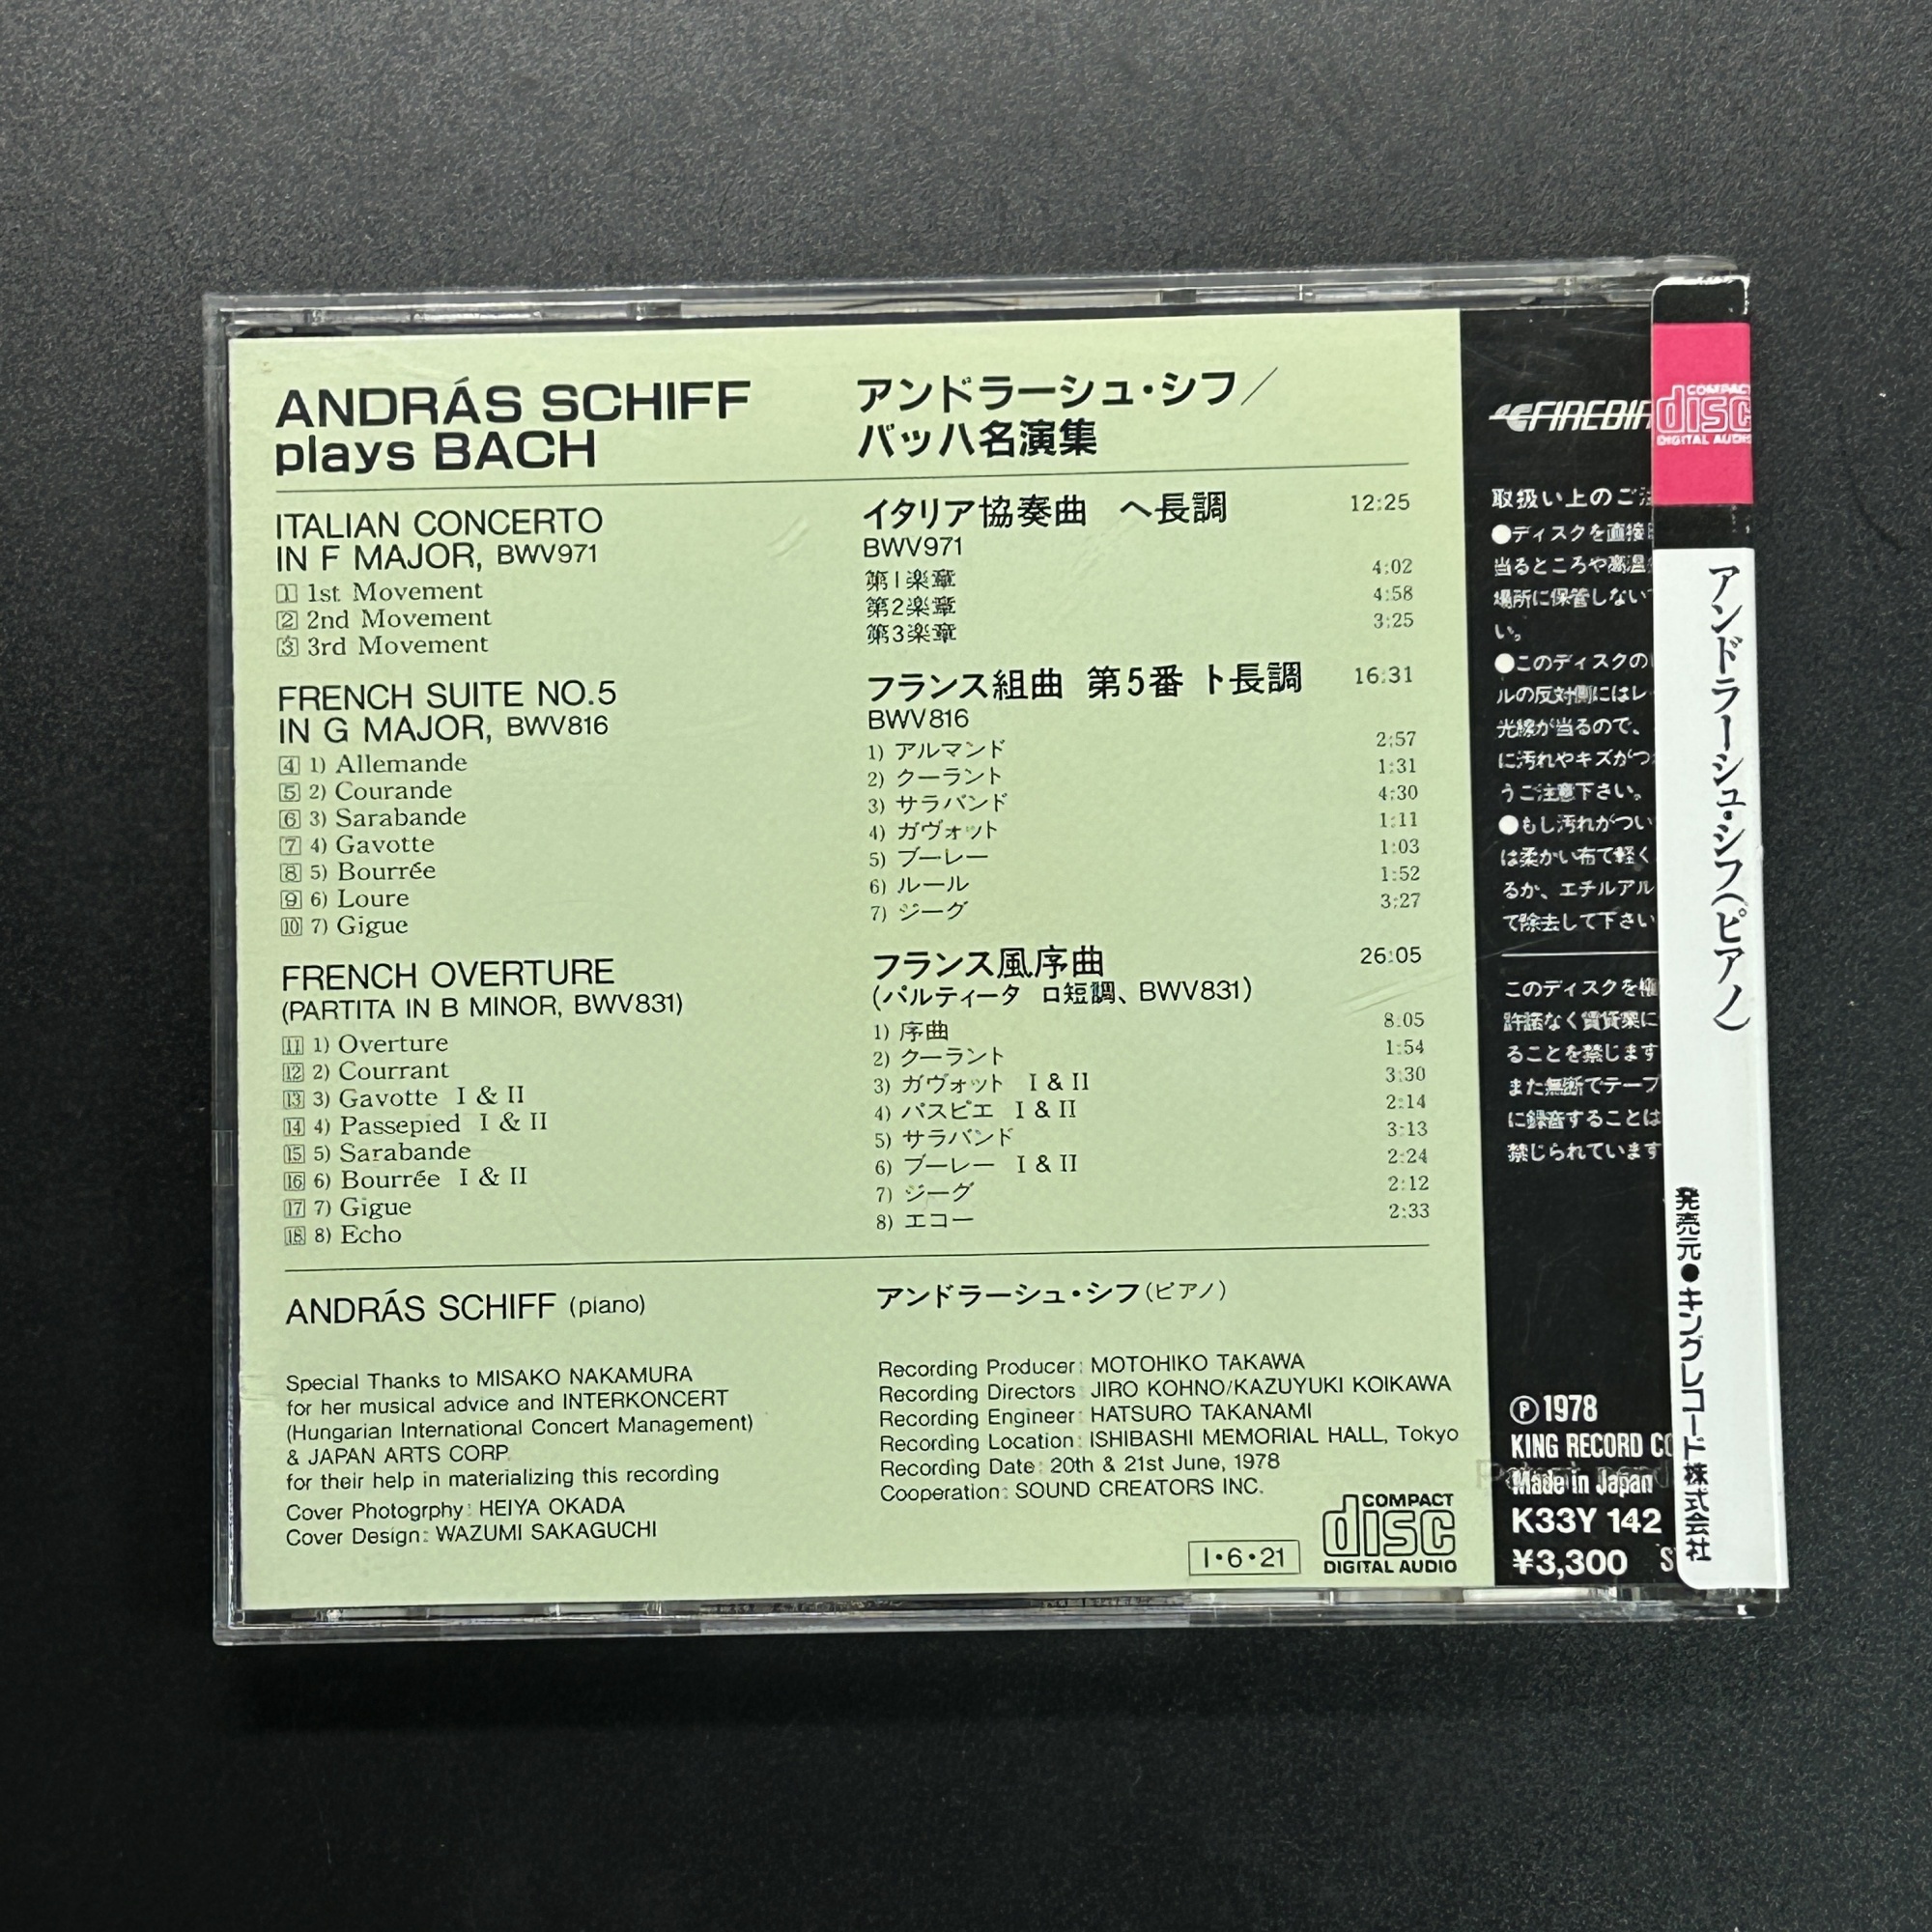 ANDRÁS SCHIFF
plays BACH
アンドラーシュ・シフ／
バッハ名演集
ITALIAN CONCERTO
IN F MAJOR, BWV971
1 1st Movement
2 2nd Movement
3 3rd Movement
イタリア協奏曲 ヘ長調 12:25
BWV971
第1楽章 4:02
第2楽章 4:58
第3楽章 3:25
FRENCH SUITE NO.5
IN G MAJOR, BWV816
4 1) Allemande
5 2) Courande
6 3) Sarabande
7 4) Gavotte
8 5) Bourrée
9 6) Loure
10 7) Gigue
フランス組曲 第5番 ト長調 16:31
BWV816
1) アルマンド 2:57
2) クーラント 1:31
3) サラバンド 4:30
4) ガヴォット 1:11
5) ブーレー 1:03
6) ルール 1:52
7) ジーグ 3:27
FRENCH OVERTURE
(PARTITA IN B MINOR, BWV831)
11 1) Overture
12 2) Courrant
13 3) Gavotte I & II
14 4) Passepied I & II
15 5) Sarabande
16 6) Bourrée I & II
17 7) Gigue
18 8) Echo
フランス風序曲 26:05
(パルティータ ロ短調、BWV831)
1) 序曲 8:05
2) クーラント 1:54
3) ガヴォット I & II 3:30
4) パスピエ I & II 2:14
5) サラバンド 3:13
6) ブーレー I & II 2:24
7) ジーグ 2:12
8) エコー 2:33
ANDRÁS SCHIFF (piano)
アンドラーシュ・シフ(ピアノ)
Special Thanks to MISAKO NAKAMURA
for her musical advice and INTERKONCERT
(Hungarian International Concert Management)
& JAPAN ARTS CORP.
for their help in materializing this recording
Cover Photogrphy: HEIYA OKADA
Cover Design: WAZUMI SAKAGUCHI
Recording Producer: MOTOHIKO TAKAWA
Recording Directors: JIRO KOHNO/KAZUYUKI KOIKAWA
Recording Engineer: HATSURO TAKANAMI
Recording Location: ISHIBASHI MEMORIAL HALL, Tokyo
Recording Date: 20th & 21st June, 1978
Cooperation: SOUND CREATORS INC.
I・6・21
COMPACT
disc
DIGITAL AUDIO
FIREBIR
取扱い上のご注
●ディスクを直接
当るところや高温
場所に保管しない
い。
●このディスクの
ルの反対側にはレ
光線が当るので、
に汚れやキズがつ
うご注意下さい。
●もし汚れがつい
は柔かい布で軽く
るか、エチルアル
て除去して下さい
このディスクを
許諾なく賃貸業に
ることを禁じます
また無断でテープ
に録音することは
禁じられています
Ⓟ1978
KING RECORD CO
Made in Japan
K33Y 142
¥3,300
COMPACT
disc
DIGITAL AUDIO
アンドラーシュ・シフ(ピアノ)
発売元●キングレコード株式会社